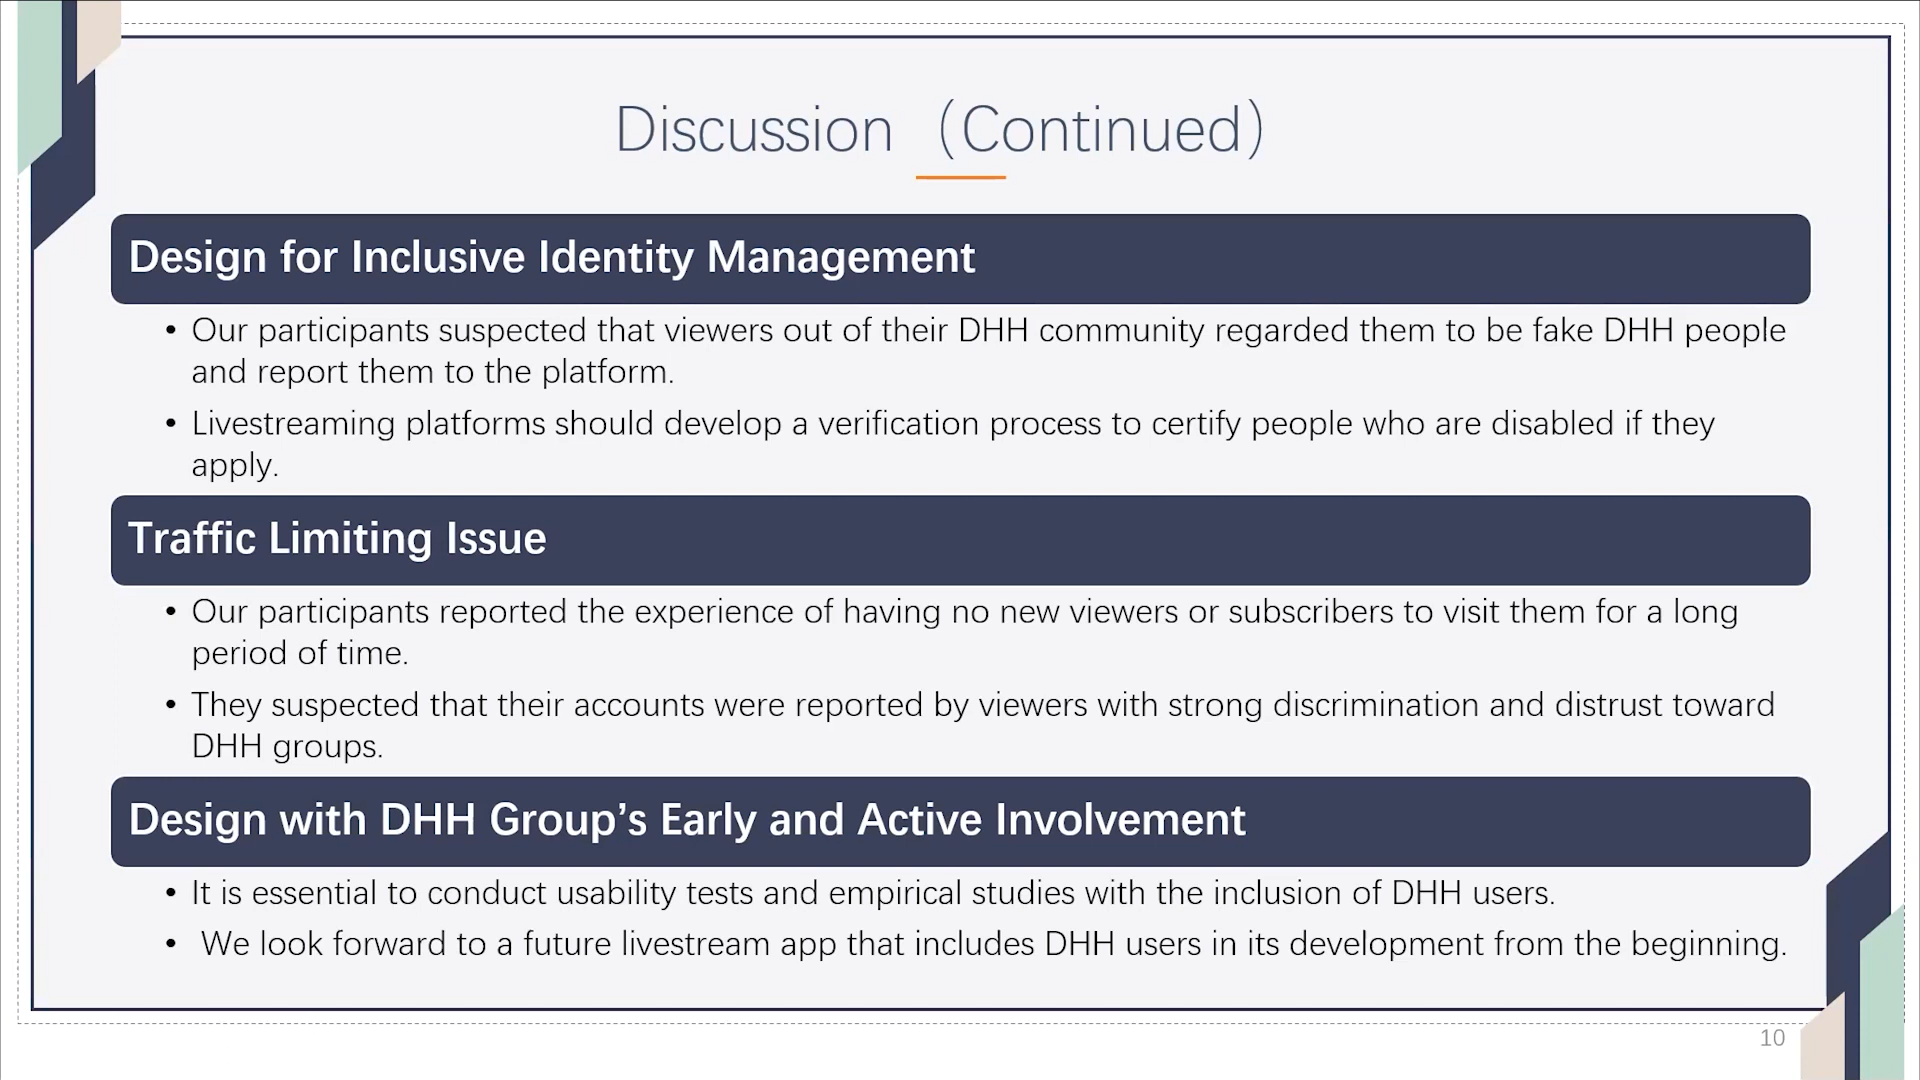 Discussion（Continued）
Design for Inclusive Identity Management
• Our participants suspected that viewers out of their DHH community regarded them to be fake DHH people
and report them to the platform.
• Livestreaming platforms should develop a verification process to certify people who are disabled if they
apply.
Traffic Limiting Issue
• Our participants reported the experience of having no new viewers or subscribers to visit them for a long
period of time.
• They suspected that their accounts were reported by viewers with strong discrimination and distrust toward
DHH groups.
Design with DHH Group’s Early and Active Involvement
• It is essential to conduct usability tests and empirical studies with the inclusion of DHH users.
• We look forward to a future livestream app that includes DHH users in its development from the beginning.
10